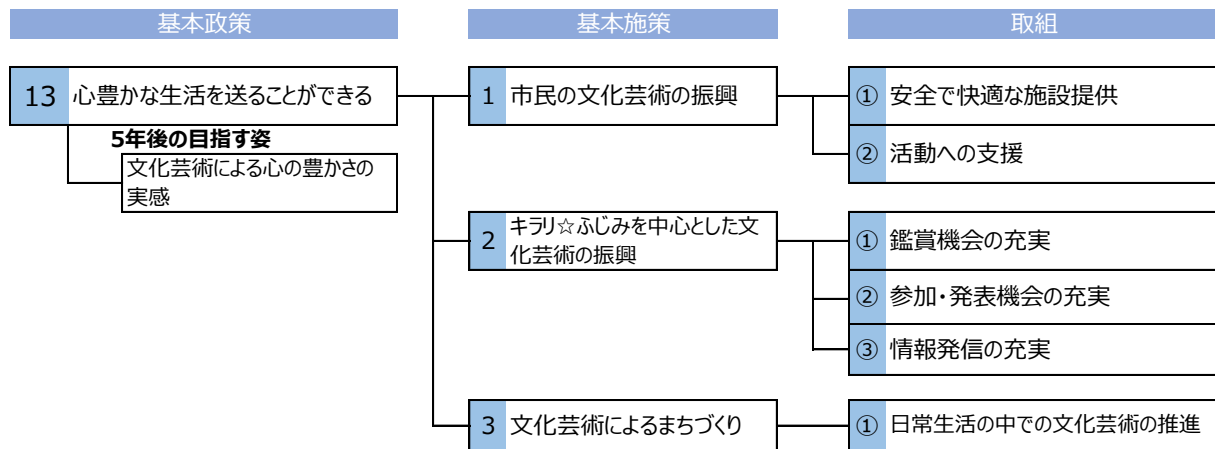 基本政策
基本施策
取組
13 心豊かな生活を送ることができる
5年後の目指す姿
文化芸術による心の豊かさの
実感
1 市民の文化芸術の振興
① 安全で快適な施設提供
② 活動への支援
2 キラリ☆ふじみを中心とした文
化芸術の振興
① 鑑賞機会の充実
② 参加・発表機会の充実
③ 情報発信の充実
3 文化芸術によるまちづくり
① 日常生活の中での文化芸術の推進